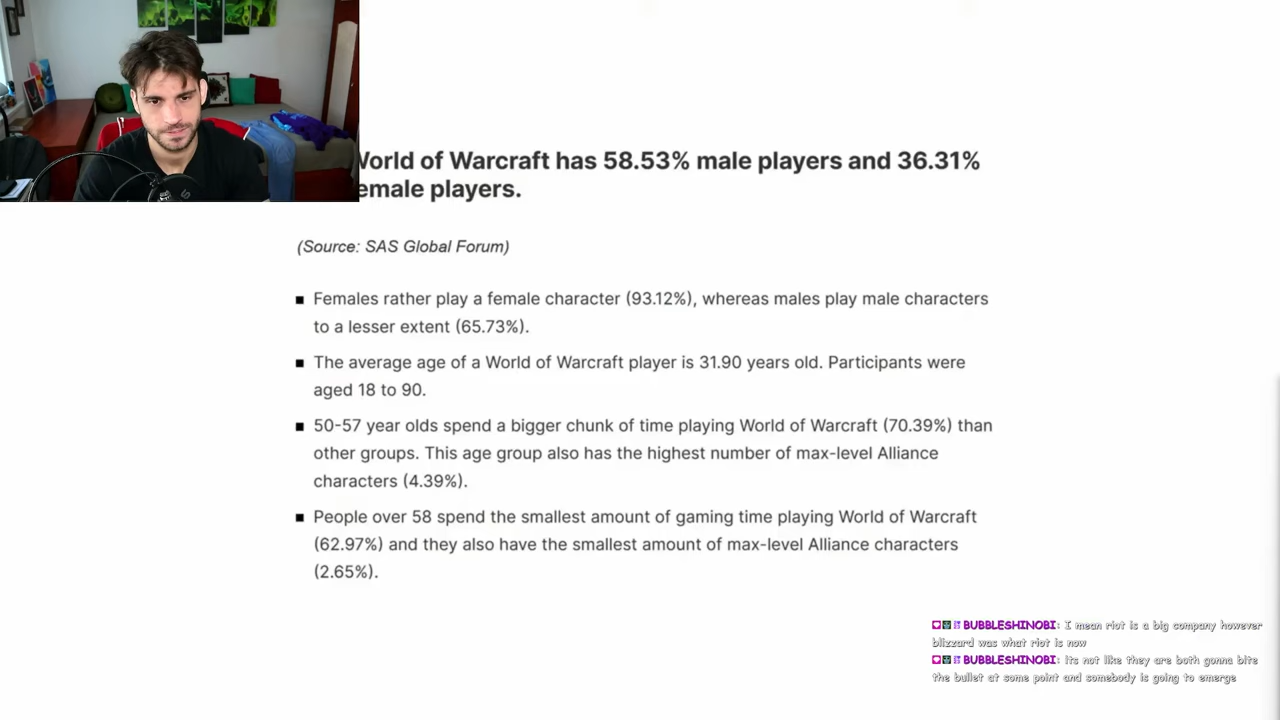 World of Warcraft has 58.53% male players and 36.31%
emale players.
(Source: SAS Global Forum)
▪ Females rather play a female character (93.12%), whereas males play male characters
to a lesser extent (65.73%).
▪ The average age of a World of Warcraft player is 31.90 years old. Participants were
aged 18 to 90.
▪ 50-57 year olds spend a bigger chunk of time playing World of Warcraft (70.39%) than
other groups. This age group also has the highest number of max-level Alliance
characters (4.39%).
▪ People over 58 spend the smallest amount of gaming time playing World of Warcraft
(62.97%) and they also have the smallest amount of max-level Alliance characters
(2.65%).
BUBBLESHINOBI: I mean riot is a big company however
blizzard was what riot is now
BUBBLESHINOBI: Its not like they are both gonna bite
the bullet at some point and somebody is going to emerge